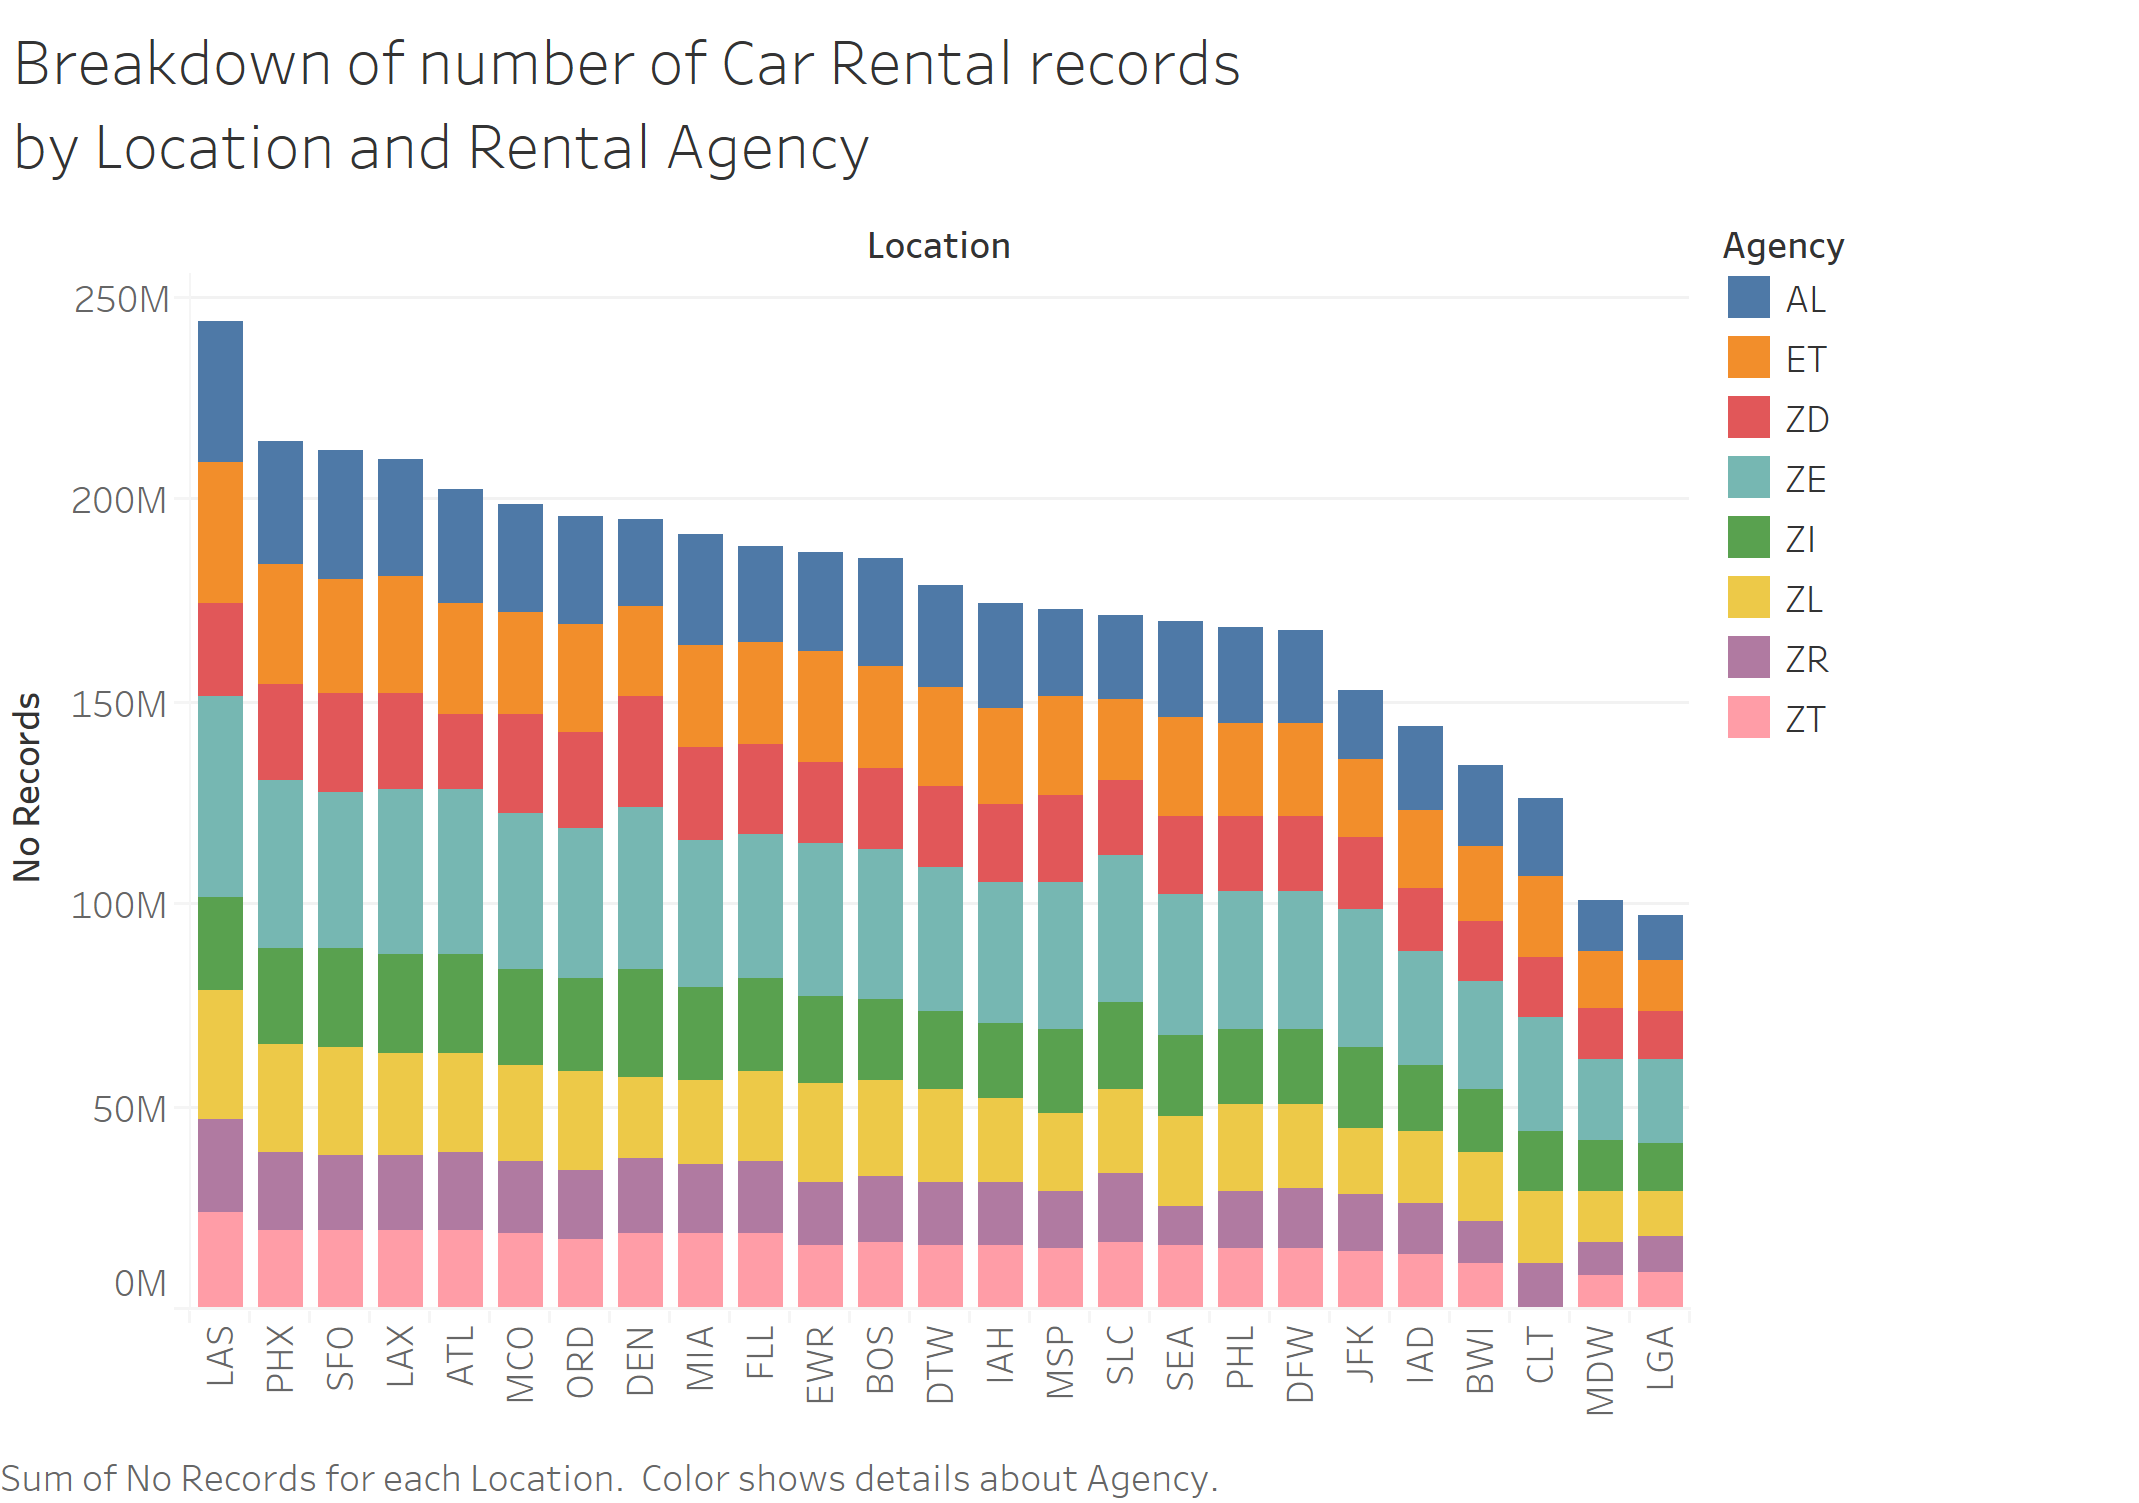 Breakdown of number of Car Rental records
by Location and Rental Agency
Location
Agency
AL
ET
ZD
ZE
ZI
ZL
ZR
ZT
No Records
250M
200M
150M
100M
50M
0M
LAS
PHX
SFO
LAX
ATL
MCO
ORD
DEN
MIA
FLL
EWR
BOS
DTW
IAH
MSP
SLC
SEA
PHL
DFW
JFK
IAD
BWI
CLT
MDW
LGA
Sum of No Records for each Location.  Color shows details about Agency.